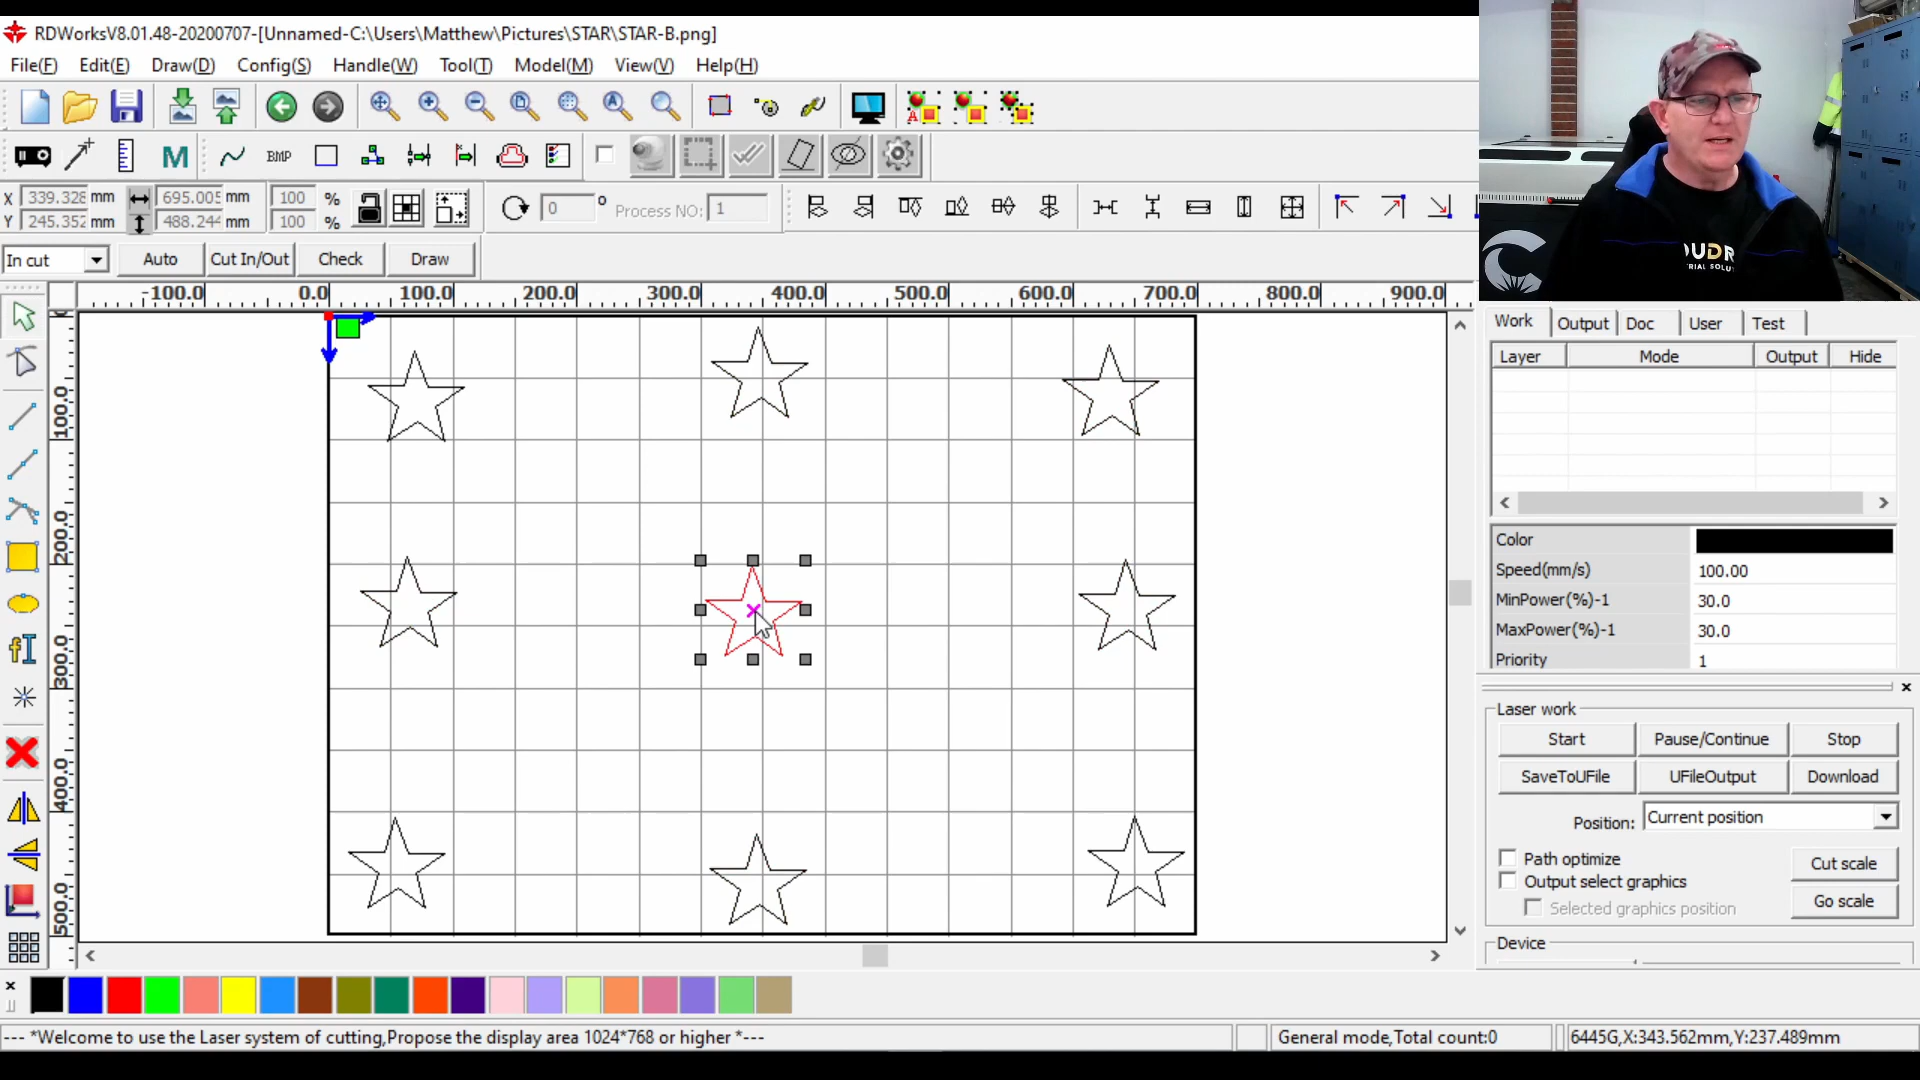 RDWorksV8.01.48-20200707-[Unnamed-C:\Users\Matthew\Pictures\STAR\STAR-B.png]
File(F) Edit(E) Draw(D) Config(S) Handle(W) Tool(T) Model(M) View(V) Help(H)
BMP
X 339.328 mm 695.005 mm 100 %
Y 245.352 mm 488.244 mm 100 %
0 ° Process NO: 1
In cut Auto Cut In/Out Check Draw
-100.0 0.0 100.0 200.0 300.0 400.0 500.0 600.0 700.0 800.0 900.0
100.0
200.0
300.0
400.0
500.0
Work Output Doc User Test
Layer Mode Output Hide
Color
Speed(mm/s) 100.00
MinPower(%)-1 30.0
MaxPower(%)-1 30.0
Priority 1
Laser work
Start Pause/Continue Stop
SaveToUFile UFileOutput Download
Position: Current position
Path optimize Cut scale
Output select graphics
Selected graphics position Go scale
Device
--- *Welcome to use the Laser system of cutting,Propose the display area 1024*768 or higher *---
General mode,Total count:0
6445G,X:343.562mm,Y:237.489mm